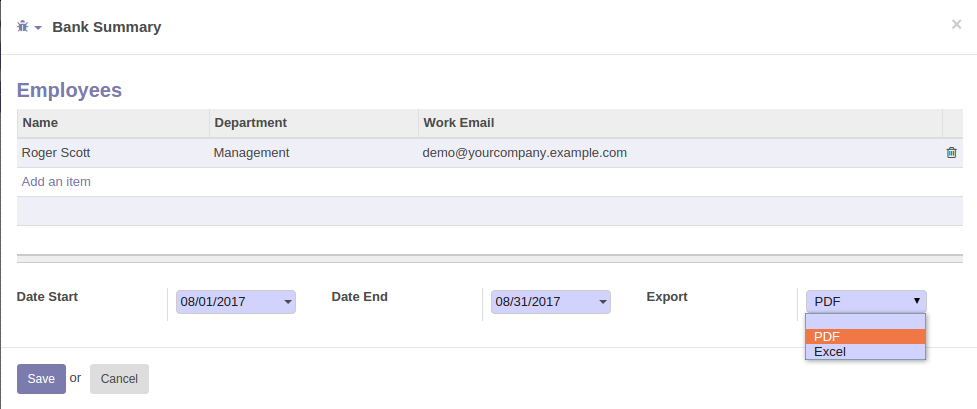 Bank Summary ×
Employees
Name Department Work Email
Roger Scott Management demo@yourcompany.example.com
Add an item
Date Start 08/01/2017 Date End 08/31/2017 Export PDF
PDF
Excel
Save or Cancel